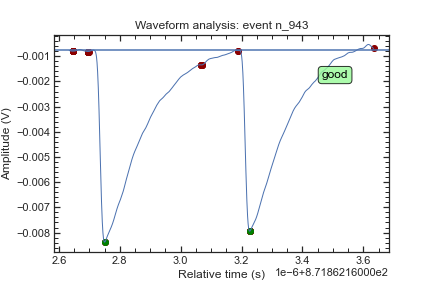 Waveform analysis: event n_943
Amplitude (V)
−0.001
−0.002
−0.003
−0.004
−0.005
−0.006
−0.007
−0.008
good
2.6 2.8 3.0 3.2 3.4 3.6
Relative time (s)
1e−6+8.7186216000e2